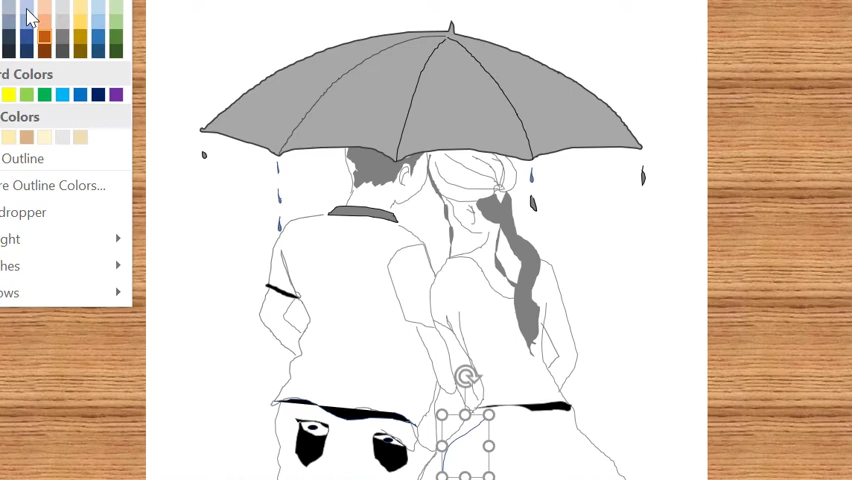 rd Colors
Colors
Outline
re Outline Colors...
dropper
ght
hes
ows